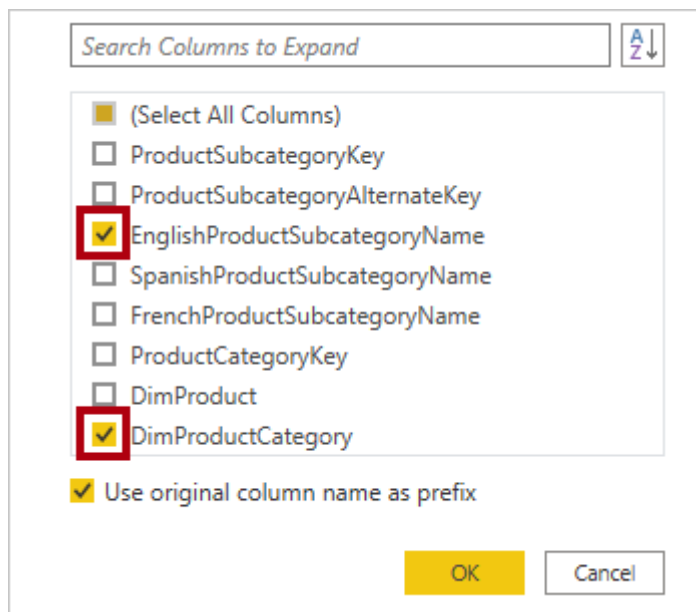 Search Columns to Expand
A
Z
(Select All Columns)
ProductSubcategoryKey
ProductSubcategoryAlternateKey
EnglishProductSubcategoryName
SpanishProductSubcategoryName
FrenchProductSubcategoryName
ProductCategoryKey
DimProduct
DimProductCategory
Use original column name as prefix
OK Cancel